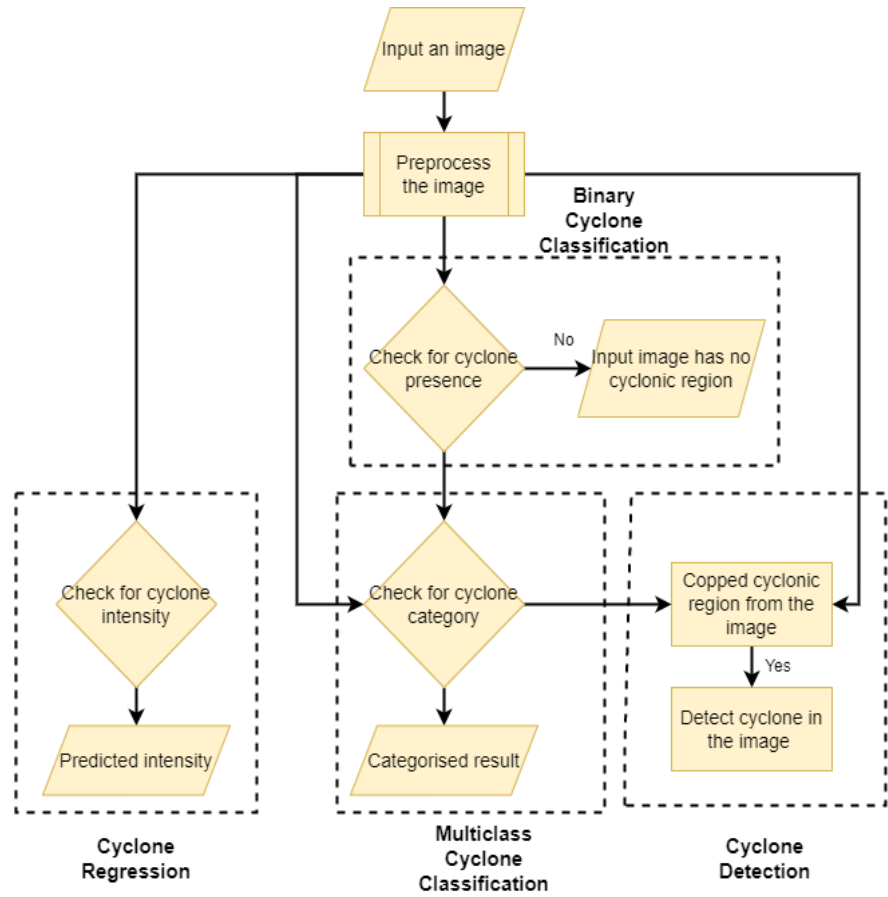 Input an image
Preprocess
the image
Binary
Cyclone
Classification
Check for cyclone
presence
No
Input image has no
cyclonic region
Check for cyclone
intensity
Predicted intensity
Cyclone
Regression
Check for cyclone
category
Categorised result
Multiclass
Cyclone
Classification
Copped cyclonic
region from the
image
Yes
Detect cyclone in
the image
Cyclone
Detection